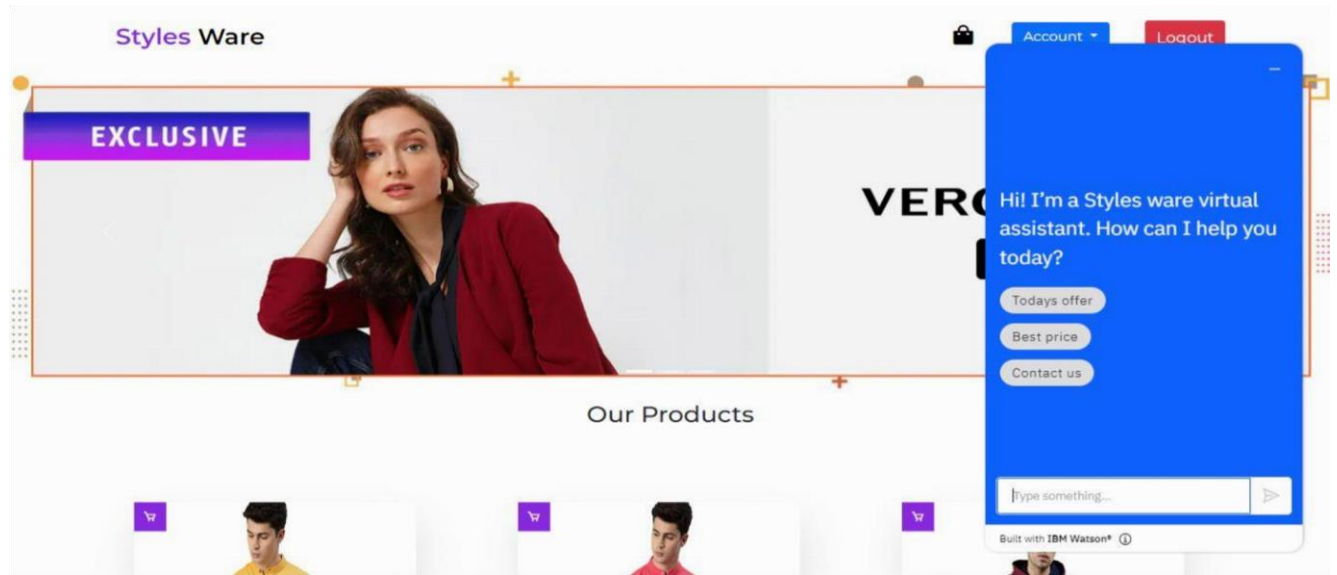 Styles Ware
Account
Logout
EXCLUSIVE
Hi! I'm a Styles ware virtual
assistant. How can I help you
today?
Todays offer
Best price
Contact us
Our Products
Type something...
Built with IBM Watson®